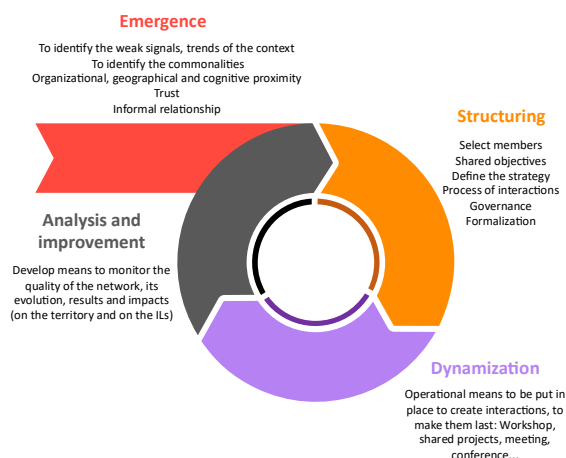 Emergence
To identify the weak signals, trends of the context
To identify the commonalities
Organizational, geographical and cognitive proximity
Trust
Informal relationship
Structuring
Select members
Shared objectives
Define the strategy
Process of interactions
Governance
Formalization
Analysis and
improvement
Develop means to monitor the
quality of the network, its
evolution, results and impacts
(on the territory and on the ILs)
Dynamization
Operational means to be put in
place to create interactions, to
make them last: Workshop,
shared projects, meeting,
conference...